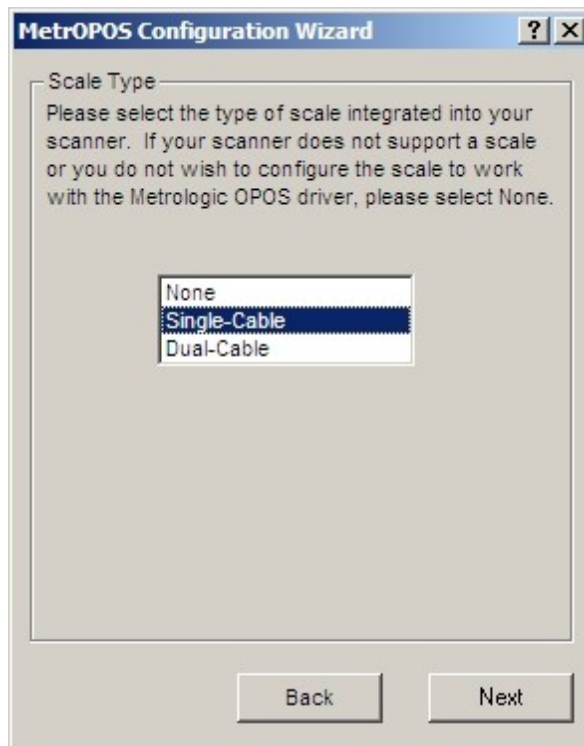 MetrOPOS Configuration Wizard
Scale Type
Please select the type of scale integrated into your
scanner. If your scanner does not support a scale
or you do not wish to configure the scale to work
with the Metrologic OPOS driver, please select None.
None
Single-Cable
Dual-Cable
Back
Next